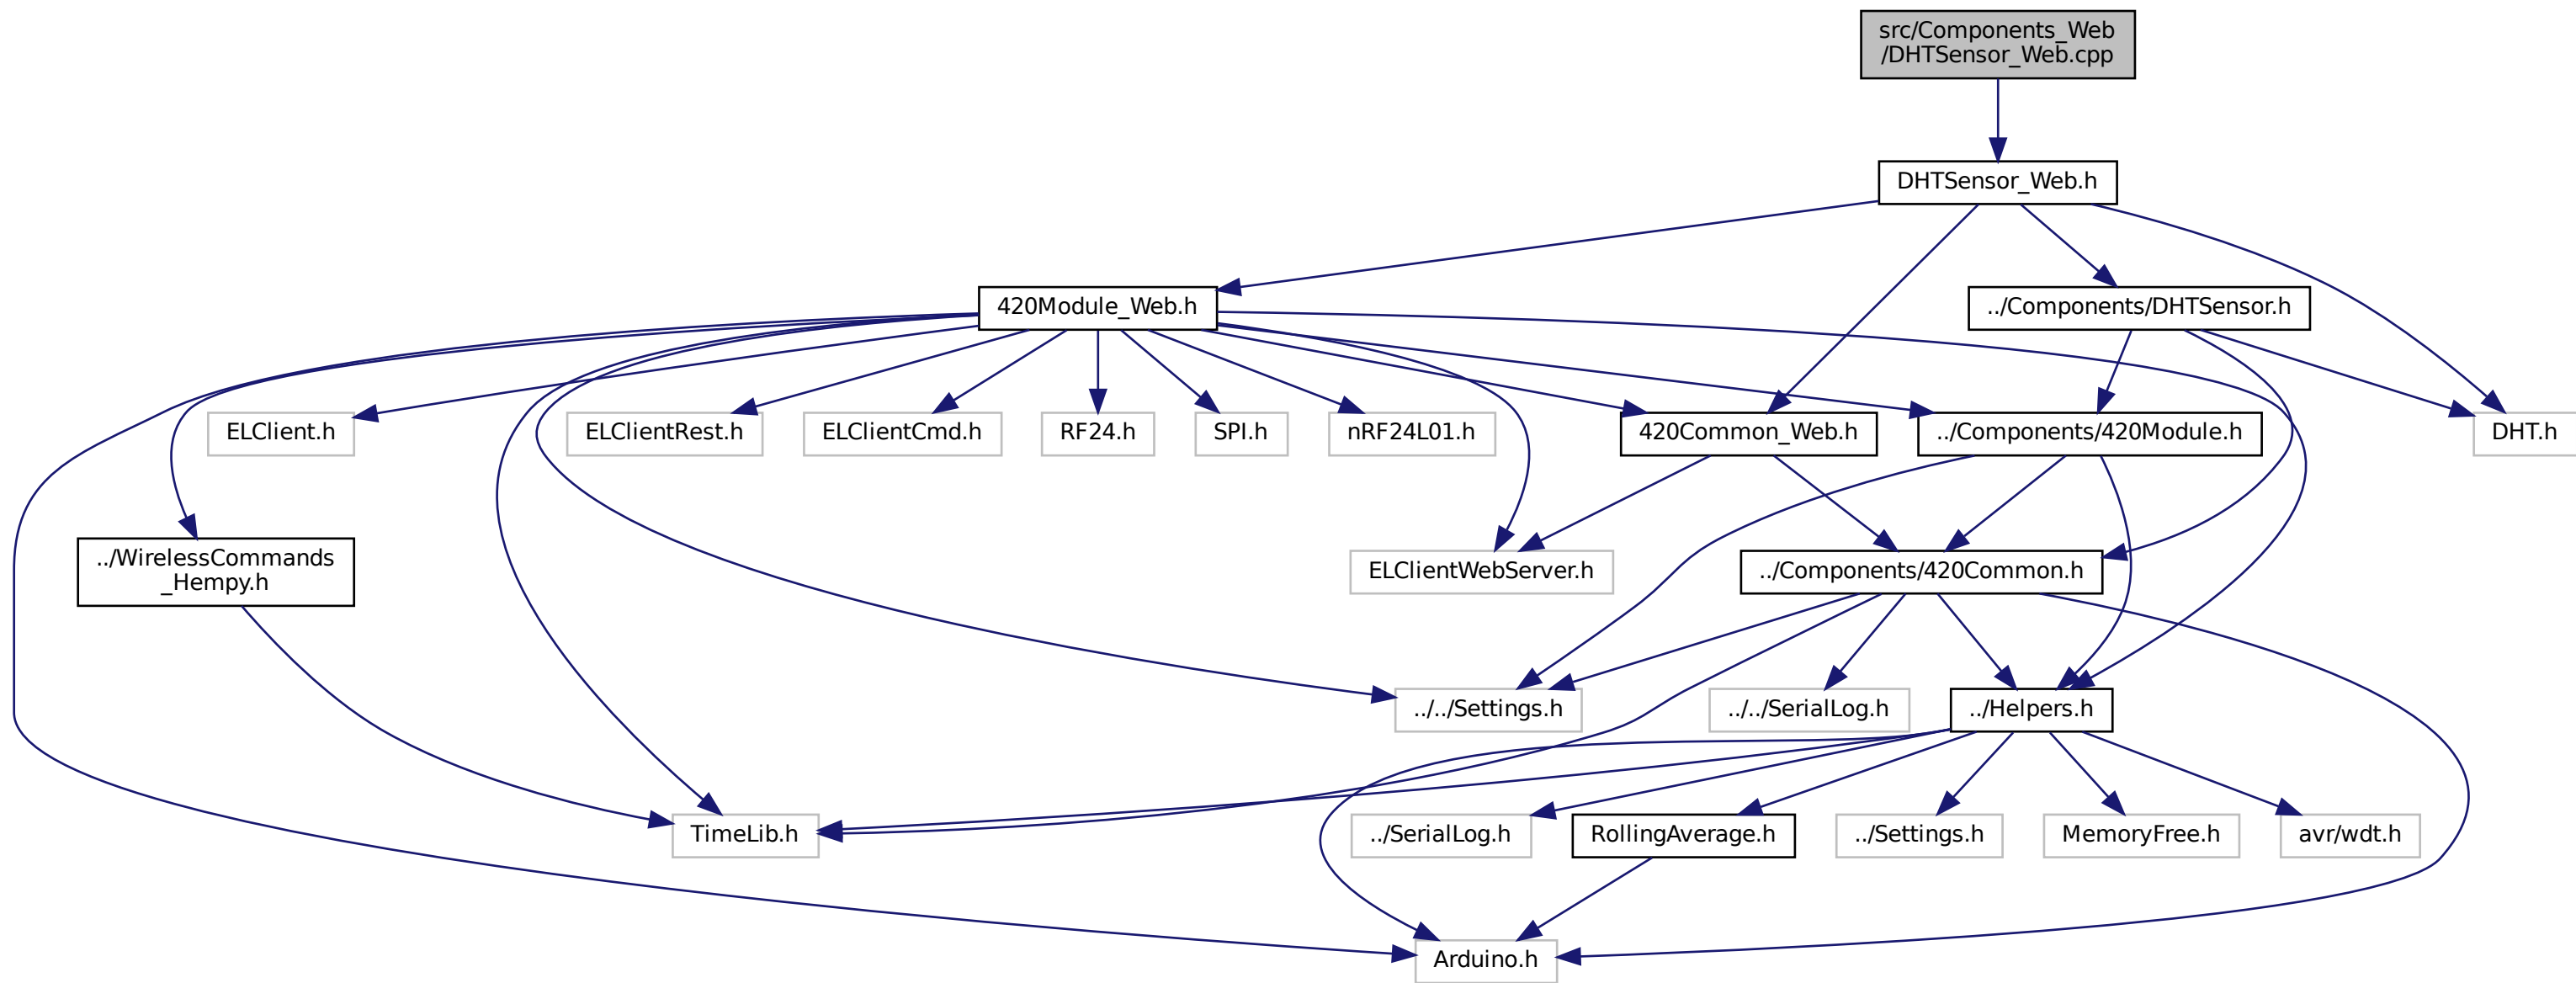 src/Components_Web
/DHTSensor_Web.cpp
DHTSensor_Web.h
420Module_Web.h
../Components/DHTSensor.h
ELClient.h
ELClientRest.h
ELClientCmd.h
RF24.h
SPI.h
nRF24L01.h
420Common_Web.h
../Components/420Module.h
DHT.h
../WirelessCommands
_Hempy.h
ELClientWebServer.h
../Components/420Common.h
../../Settings.h
../../SerialLog.h
../Helpers.h
TimeLib.h
../SerialLog.h
RollingAverage.h
../Settings.h
MemoryFree.h
avr/wdt.h
Arduino.h